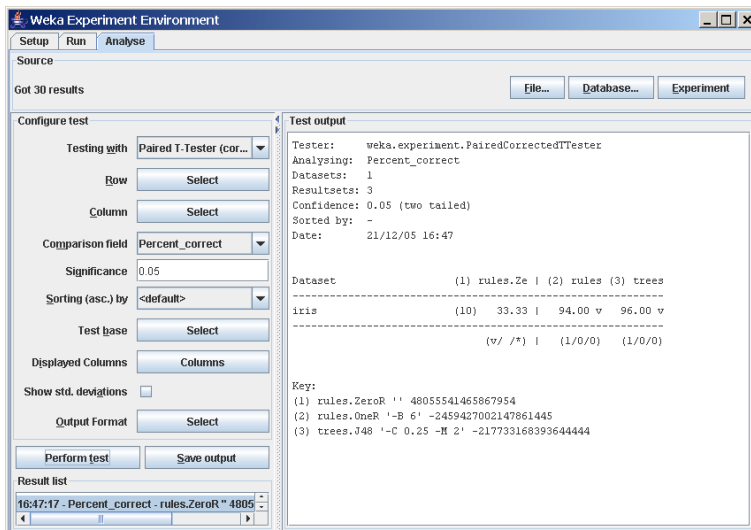 Weka Experiment Environment
Setup Run Analyse
Source
Got 30 results
File... Database... Experiment
Configure test
Testing with Paired T-Tester (cor...
Row Select
Column Select
Comparison field Percent_correct
Significance 0.05
Sorting (asc.) by <default>
Test base Select
Displayed Columns Columns
Show std. deviations
Output Format Select
Perform test Save output
Result list
16:47:17 - Percent_correct - rules.ZeroR '' 4805
Test output
Tester: weka.experiment.PairedCorrectedTTester
Analysing: Percent_correct
Datasets: 1
Resultsets: 3
Confidence: 0.05 (two tailed)
Sorted by: -
Date: 21/12/05 16:47
Dataset (1) rules.Ze | (2) rules (3) trees
--------------------------------------------------------------
iris (10) 33.33 | 94.00 v 96.00 v
--------------------------------------------------------------
(v/ /*) | (1/0/0) (1/0/0)
Key:
(1) rules.ZeroR '' 48055541465867954
(2) rules.OneR '-B 6' -2459427002147861445
(3) trees.J48 '-C 0.25 -M 2' -217733168393644444